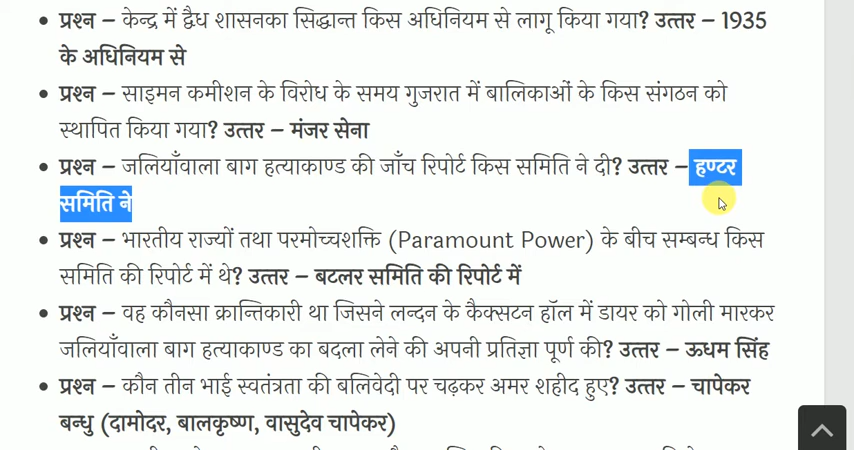 प्रश्न – केन्द्र में द्वैध शासनका सिद्धान्त किस अधिनियम से लागू किया गया? उत्तर – 1935
के अधिनियम से
प्रश्न – साइमन कमीशन के विरोध के समय गुजरात में बालिकाओं के किस संगठन को
स्थापित किया गया? उत्तर – मंजर सेना
प्रश्न – जलियाँवाला बाग हत्याकाण्ड की जाँच रिपोर्ट किस समिति ने दी? उत्तर – हण्टर
समिति ने
प्रश्न – भारतीय राज्यों तथा परमोच्चशक्ति (Paramount Power) के बीच सम्बन्ध किस
समिति की रिपोर्ट में थे? उत्तर – बटलर समिति की रिपोर्ट में
प्रश्न – वह कौनसा क्रान्तिकारी था जिसने लन्दन के कैक्सटन हॉल में डायर को गोली मारकर
जलियाँवाला बाग हत्याकाण्ड का बदला लेने की अपनी प्रतिज्ञा पूर्ण की? उत्तर – ऊधम सिंह
प्रश्न – कौन तीन भाई स्वतंत्रता की बलिवेदी पर चढ़कर अमर शहीद हुए? उत्तर – चापेकर
बन्धु (दामोदर, बालकृष्ण, वासुदेव चापेकर)